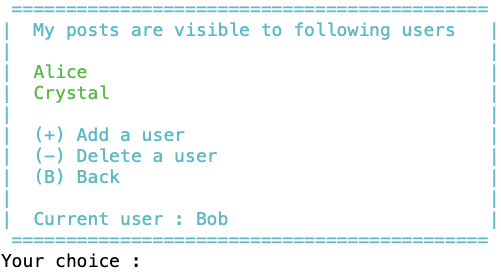 My posts are visible to following users
Alice
Crystal
(+) Add a user
(-) Delete a user
(B) Back
Current user : Bob
Your choice :